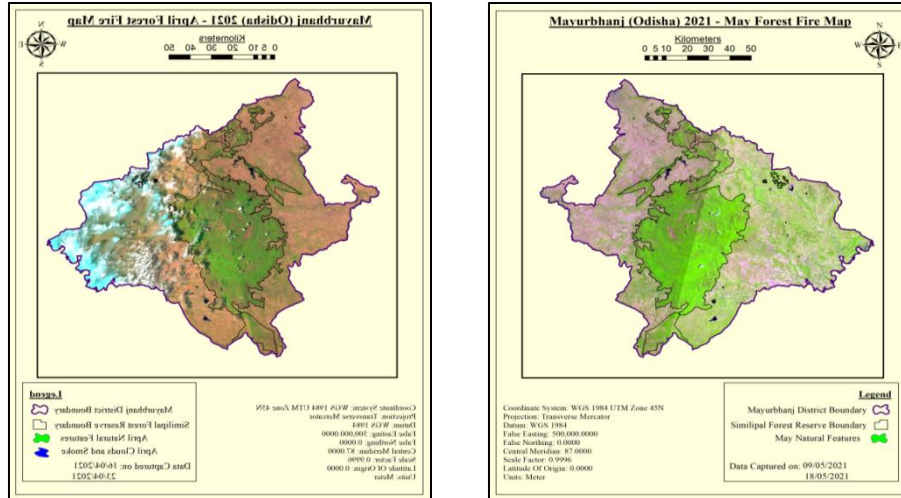 Mayurbhanj (Odisha) 2021 - April Forest Fire Map
N
W E
S
Kilometers
0 5 10 20 30 40 50
Legend
Mayurbhanj District Boundary
Similipal Forest Reserve Boundary
April Natural Features
April Clouds and Smoke
Data Captured on: 16/04/2021
23/04/2021
Coordinate System: WGS 1984 UTM Zone 45N
Projection: Transverse Mercator
Datum: WGS 1984
False Easting: 500,000.0000
False Northing: 0.0000
Central Meridian: 87.0000
Scale Factor: 0.9996
Latitude Of Origin: 0.0000
Units: Meter
Mayurbhanj (Odisha) 2021 - May Forest Fire Map
N
W E
S
Kilometers
0 5 10 20 30 40 50
Coordinate System: WGS 1984 UTM Zone 45N
Projection: Transverse Mercator
Datum: WGS 1984
False Easting: 500,000.0000
False Northing: 0.0000
Central Meridian: 87.0000
Scale Factor: 0.9996
Latitude Of Origin: 0.0000
Units: Meter
Legend
Mayurbhanj District Boundary
Similipal Forest Reserve Boundary
May Natural Features
Data Captured on: 09/05/2021
18/05/2021